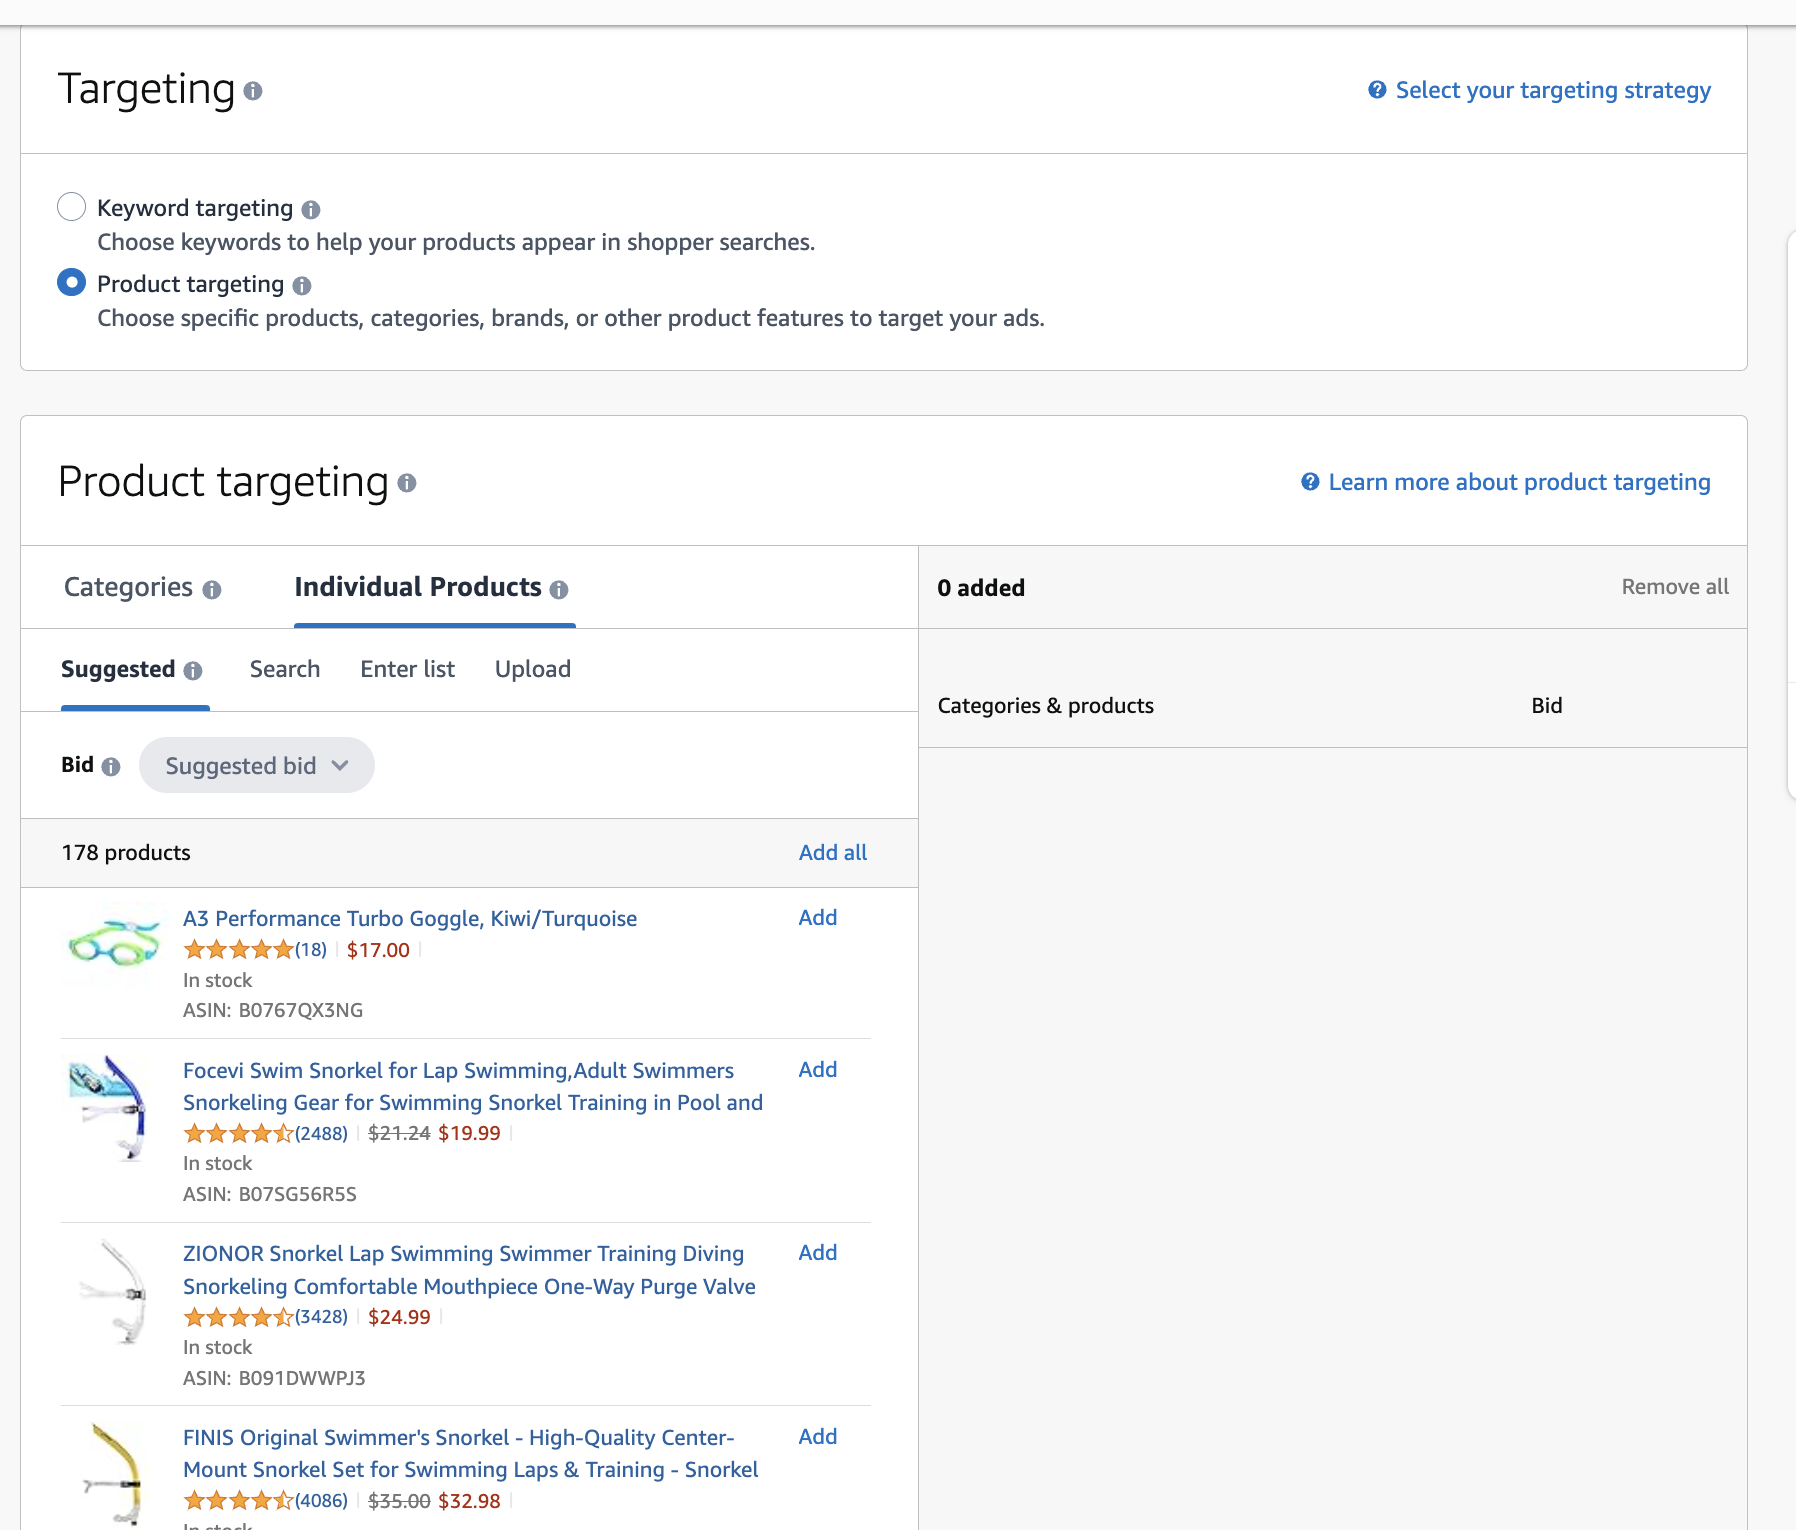 Targeting
Select your targeting strategy
Keyword targeting
Choose keywords to help your products appear in shopper searches.
Product targeting
Choose specific products, categories, brands, or other product features to target your ads.
Product targeting
Learn more about product targeting
Categories
Individual Products
0 added
Remove all
Suggested
Search
Enter list
Upload
Categories & products
Bid
Bid
Suggested bid
178 products
Add all
A3 Performance Turbo Goggle, Kiwi/Turquoise
Add
(18) $17.00
In stock
ASIN: B0767QX3NG
Focevi Swim Snorkel for Lap Swimming,Adult Swimmers
Add
Snorkeling Gear for Swimming Snorkel Training in Pool and
(2488) $21.24 $19.99
In stock
ASIN: B07SG56R5S
ZIONOR Snorkel Lap Swimming Swimmer Training Diving
Add
Snorkeling Comfortable Mouthpiece One-Way Purge Valve
(3428) $24.99
In stock
ASIN: B091DWWPJ3
FINIS Original Swimmer's Snorkel - High-Quality Center-
Add
Mount Snorkel Set for Swimming Laps & Training - Snorkel
(4086) $35.00 $32.98
In stock